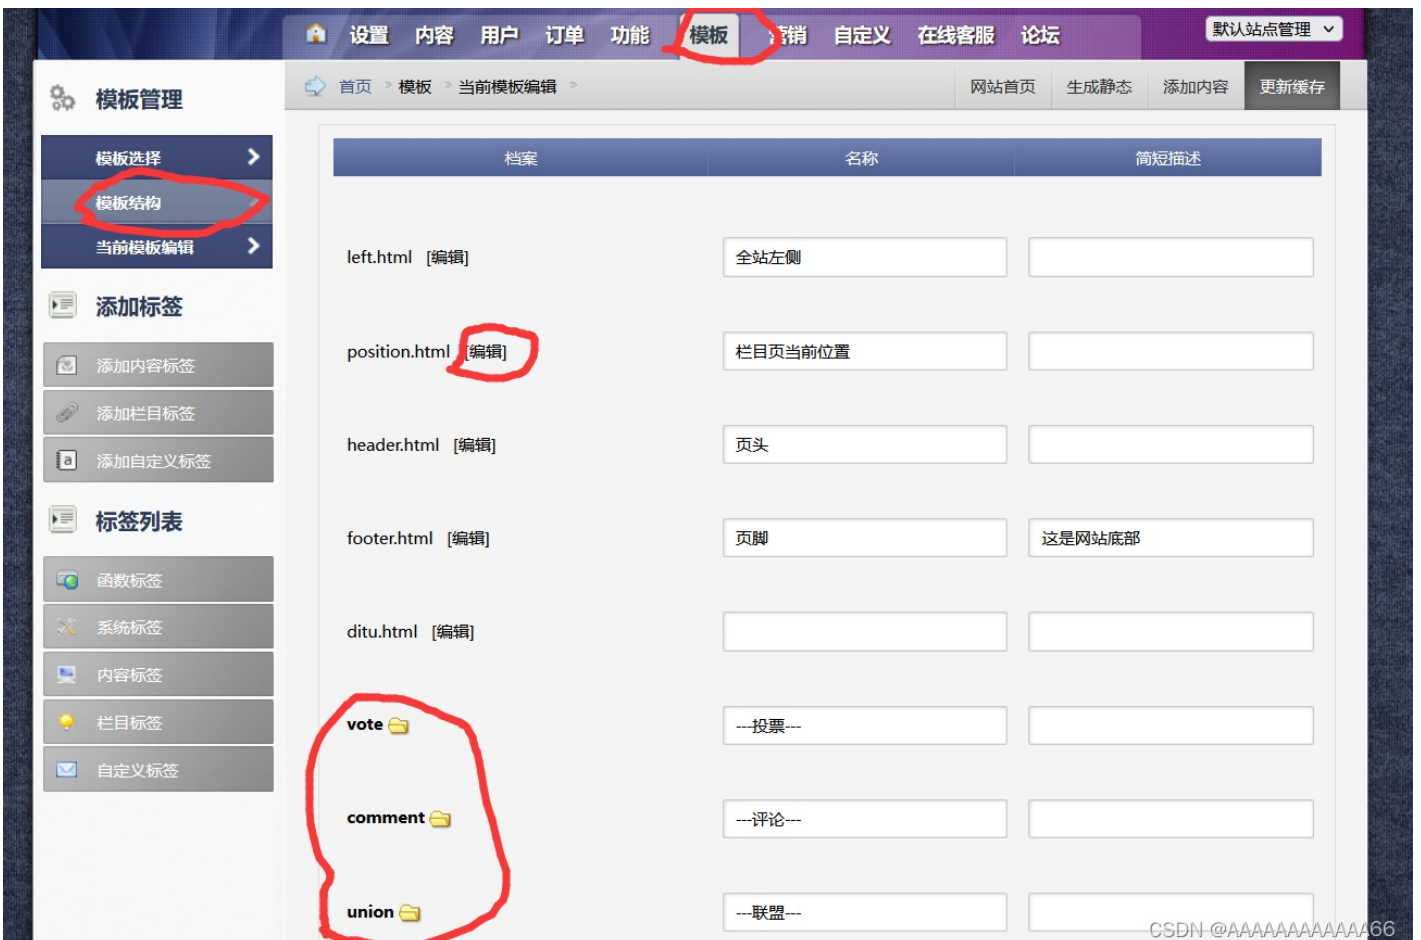 设置 内容 用户 订单 功能 模板 营销 自定义 在线客服 论坛 默认站点管理
模板管理
首页 » 模板 » 当前模板编辑 »
网站首页 生成静态 添加内容 更新缓存
模板选择
模板结构
当前模板编辑
添加标签
添加内容标签
添加栏目标签
添加自定义标签
标签列表
函数标签
系统标签
内容标签
栏目标签
自定义标签
档案 名称 简短描述
left.html [编辑] 全站左侧
position.html [编辑] 栏目页当前位置
header.html [编辑] 页头
footer.html [编辑] 页脚 这是网站底部
ditu.html [编辑]
vote ---投票---
comment ---评论---
union ---联盟---